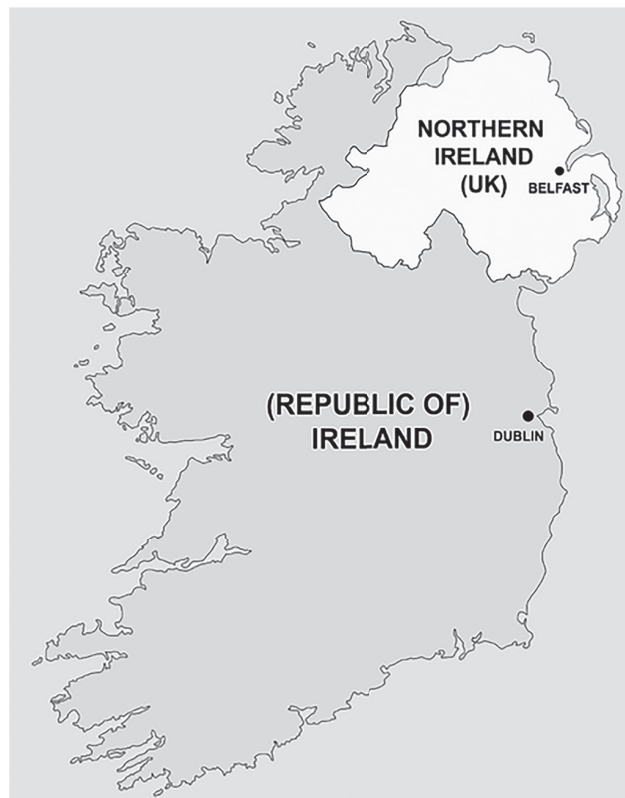 NORTHERN
IRELAND
(UK)
BELFAST
(REPUBLIC OF)
IRELAND
DUBLIN